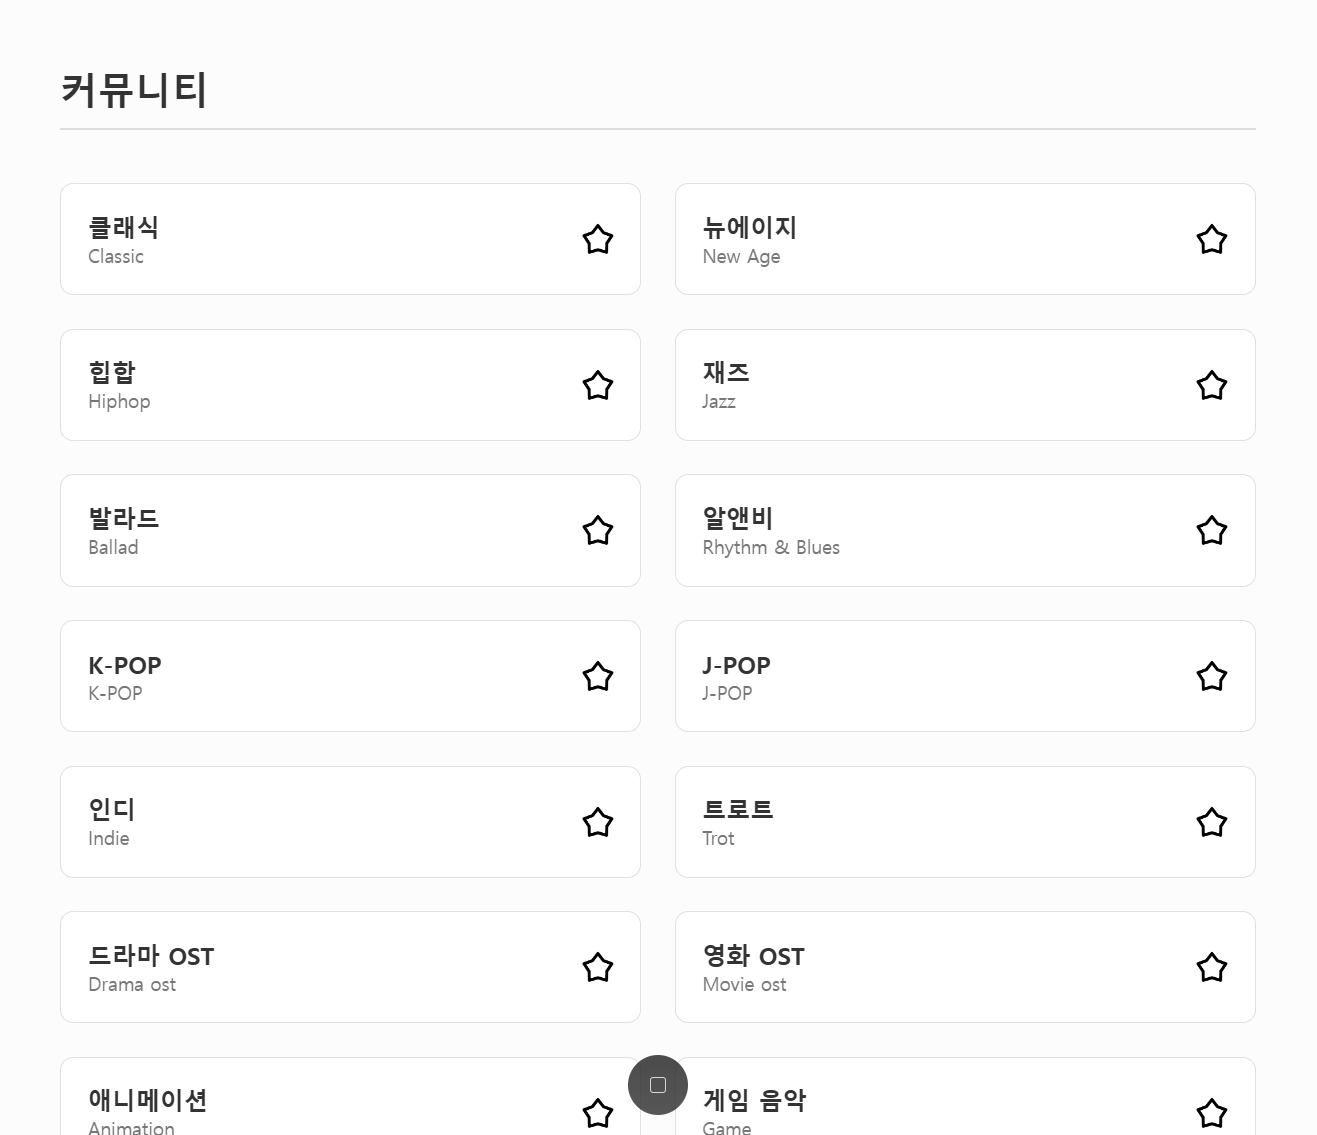 커뮤니티
클래식
Classic
뉴에이지
New Age
힙합
Hiphop
재즈
Jazz
발라드
Ballad
알앤비
Rhythm & Blues
K-POP
K-POP
J-POP
J-POP
인디
Indie
트로트
Trot
드라마 OST
Drama ost
영화 OST
Movie ost
애니메이션
Animation
게임 음악
Game